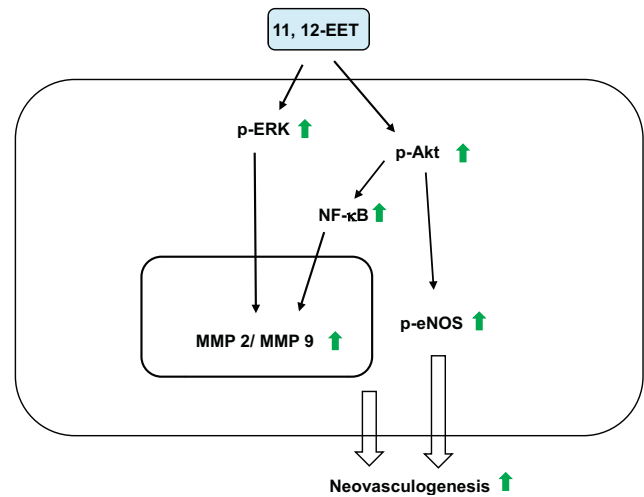 11, 12-EET
p-ERK
p-Akt
NF-κB
MMP 2/ MMP 9
p-eNOS
Neovasculogenesis